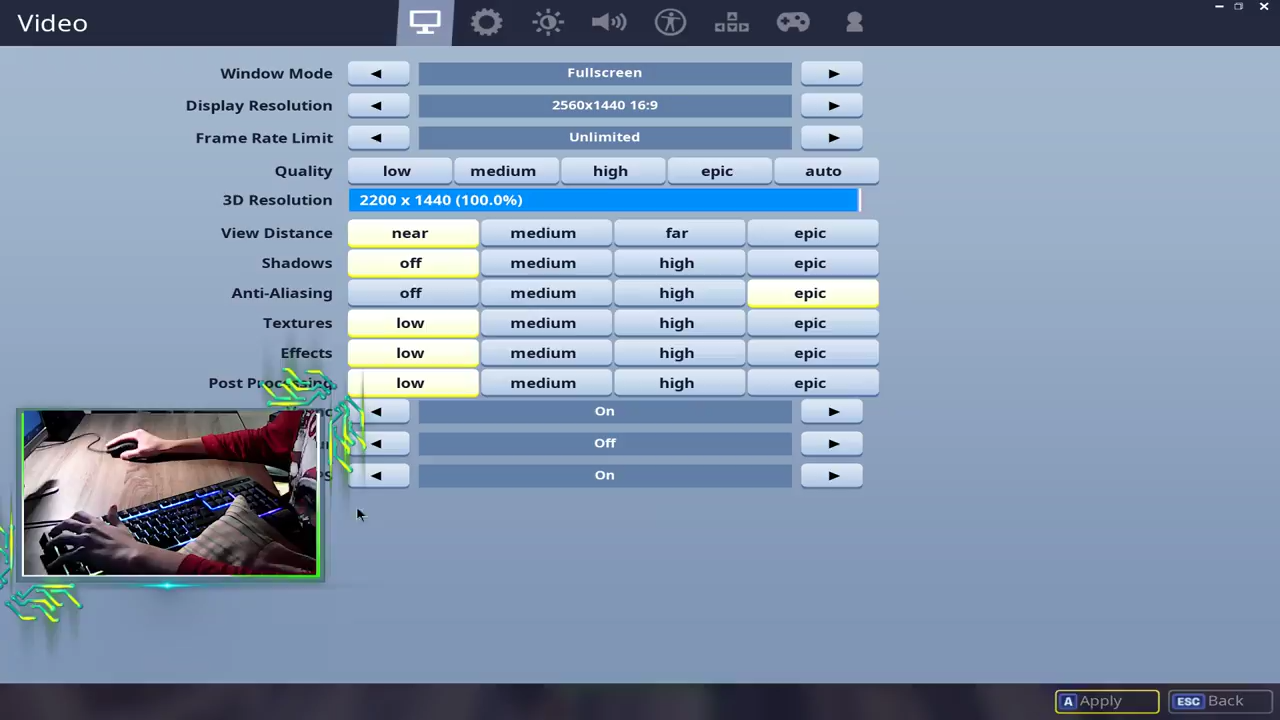 Video
Window Mode Fullscreen
Display Resolution 2560x1440 16:9
Frame Rate Limit Unlimited
Quality low medium high epic auto
3D Resolution 2200 x 1440 (100.0%)
View Distance near medium far epic
Shadows off medium high epic
Anti-Aliasing off medium high epic
Textures low medium high epic
Effects low medium high epic
Post Processing low medium high epic
On
Off
On
A Apply ESC Back